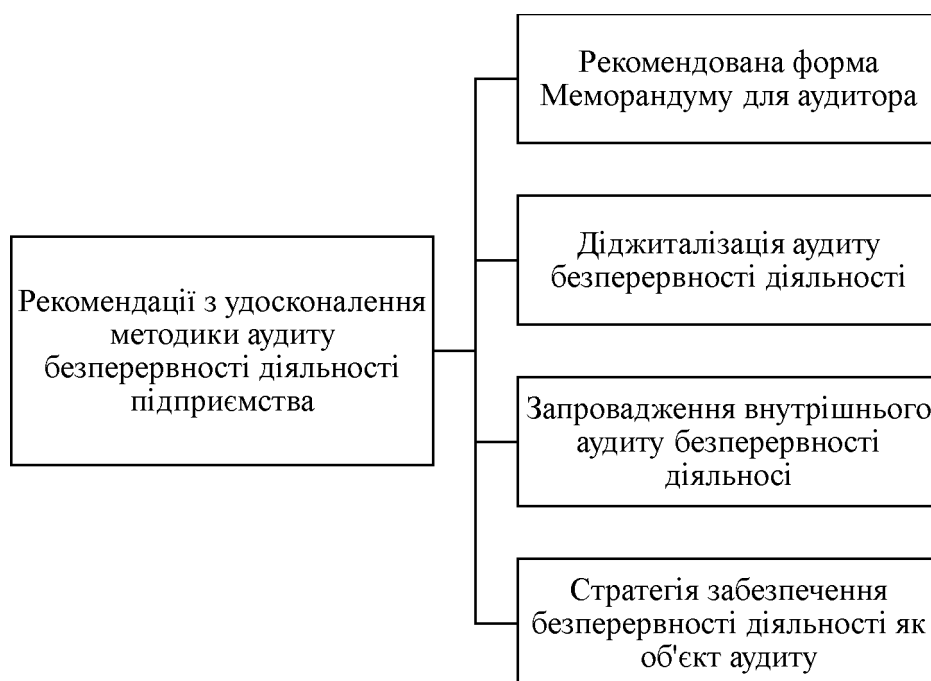 Рекомендована форма
Меморандуму для аудитора
Діджиталізація аудиту
безперервності діяльності
Рекомендації з удосконалення
методики аудиту
безперервності діяльності
підприємства
Запровадження внутрішнього
аудиту безперервності
діяльносі
Стратегія забезпечення
безперервності діяльності як
об'єкт аудиту